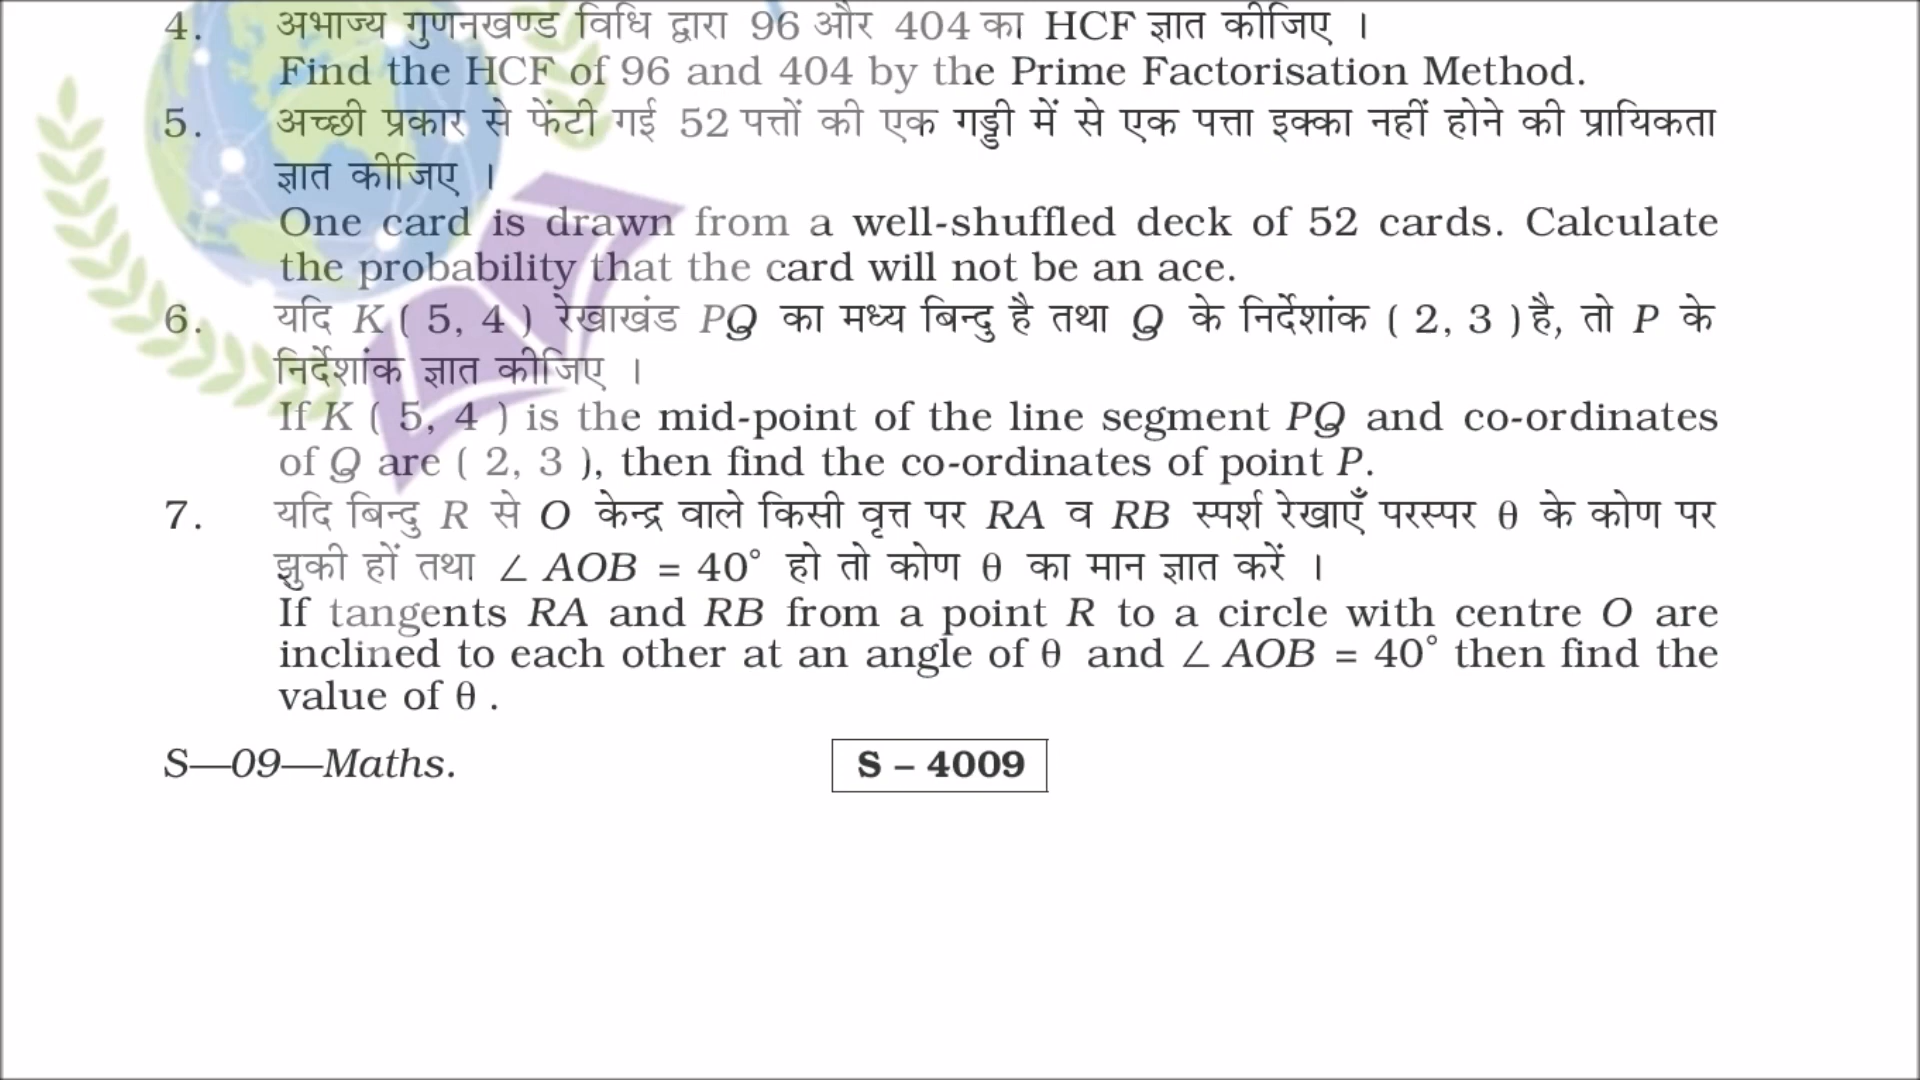 4. अभाज्य गुणनखण्ड विधि द्वारा 96 और 404 का HCF ज्ञात कीजिए ।
Find the HCF of 96 and 404 by the Prime Factorisation Method.
5. अच्छी प्रकार से फेंटी गई 52 पत्तों की एक गड्डी में से एक पत्ता इक्का नहीं होने की प्रायिकता
ज्ञात कीजिए ।
One card is drawn from a well-shuffled deck of 52 cards. Calculate
the probability that the card will not be an ace.
6. यदि K ( 5, 4 ) रेखाखंड PQ का मध्य बिन्दु है तथा Q के निर्देशांक ( 2, 3 ) है, तो P के
निर्देशांक ज्ञात कीजिए ।
If K ( 5, 4 ) is the mid-point of the line segment PQ and co-ordinates
of Q are ( 2, 3 ), then find the co-ordinates of point P.
7. यदि बिन्दु R से O केन्द्र वाले किसी वृत्त पर RA व RB स्पर्श रेखाएँ परस्पर θ के कोण पर
झुकी हों तथा ∠ AOB = 40° हो तो कोण θ का मान ज्ञात करें ।
If tangents RA and RB from a point R to a circle with centre O are
inclined to each other at an angle of θ and ∠ AOB = 40° then find the
value of θ .
S—09—Maths.
S – 4009